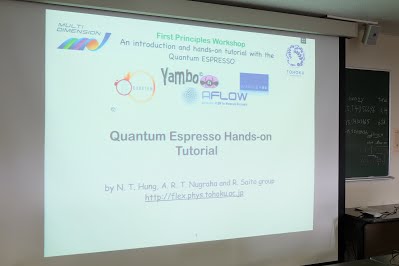 MULTI
DIMENSION
First Principles Workshop
An introduction and hands-on tutorial with the
Quantum ESPRESSO
TOHOKU
Yambo
AFLOW
Quantum Espresso Hands-on
Tutorial
by N. T. Hung, A. R. T. Nugraha and R. Saito group
http://flex.phys.tohoku.ac.jp